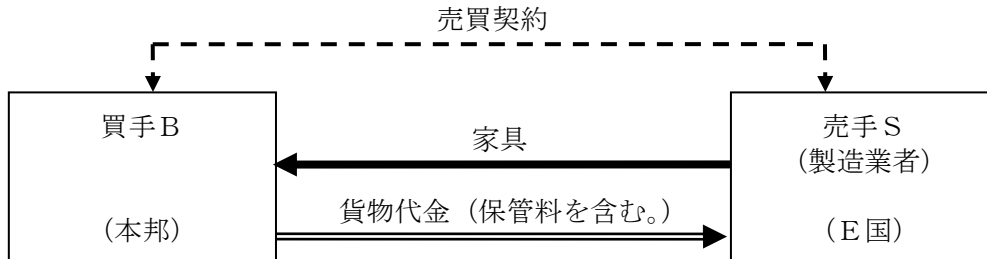 売買契約
買手B
売手S
(製造業者)
家具
貨物代金(保管料を含む。)
(本邦)
(E国)